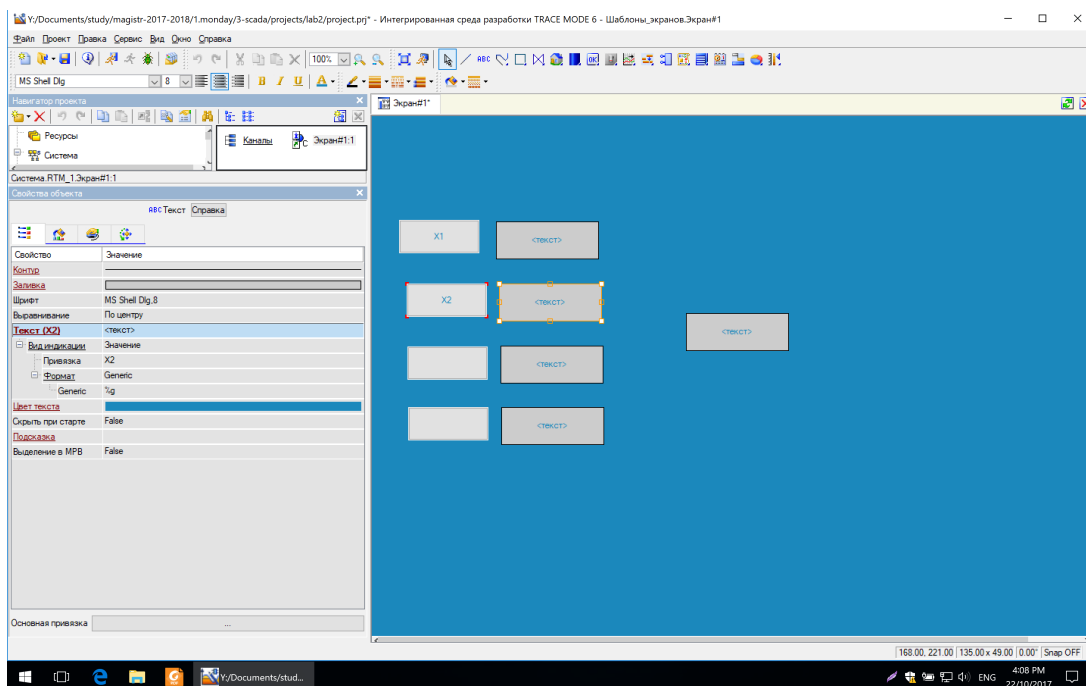 Y:/Documents/study/magistr-2017-2018/1.monday/3-scada/projects/lab2/project.prj* - Интегрированная среда разработки TRACE MODE 6 - Шаблоны_экранов.Экран#1
Файл Проект Правка Сервис Вид Окно Справка
100% ABC OK
MS Shell Dlg 8 B I U A
Навигатор проекта
Ресурсы
Система
Каналы Экран#1:1
Система.RTM_1.Экран#1:1
Свойства объекта
ABC Текст Справка
Свойство Значение
Контур
Заливка
Шрифт MS Shell Dlg,8
Выравнивание По центру
Текст (X2) <текст>
Вид индикации Значение
Привязка X2
Формат Generic
Generic %g
Цвет текста
Скрыть при старте False
Подсказка
Выделение в МРВ False
Основная привязка ...
Экран#1*
X1 <текст>
X2 <текст>
<текст>
<текст>
<текст>
168.00, 221.00 135.00 x 49.00 0.00° Snap OFF
Y:/Documents/stud...
ENG
4:08 PM
22/10/2017